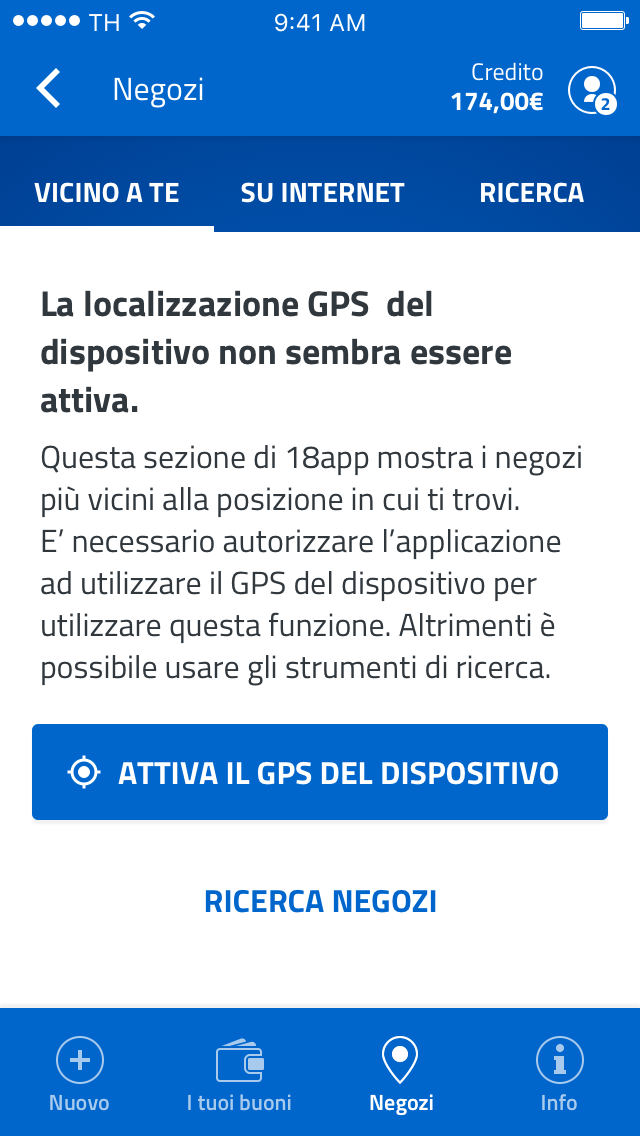 TH 9:41 AM
Negozi
Credito
174,00€
2
VICINO A TE SU INTERNET RICERCA
La localizzazione GPS  del
dispositivo non sembra essere
attiva.
Questa sezione di 18app mostra i negozi
più vicini alla posizione in cui ti trovi.
E’ necessario autorizzare l’applicazione
ad utilizzare il GPS del dispositivo per
utilizzare questa funzione. Altrimenti è
possibile usare gli strumenti di ricerca.
ATTIVA IL GPS DEL DISPOSITIVO
RICERCA NEGOZI
Nuovo I tuoi buoni Negozi Info